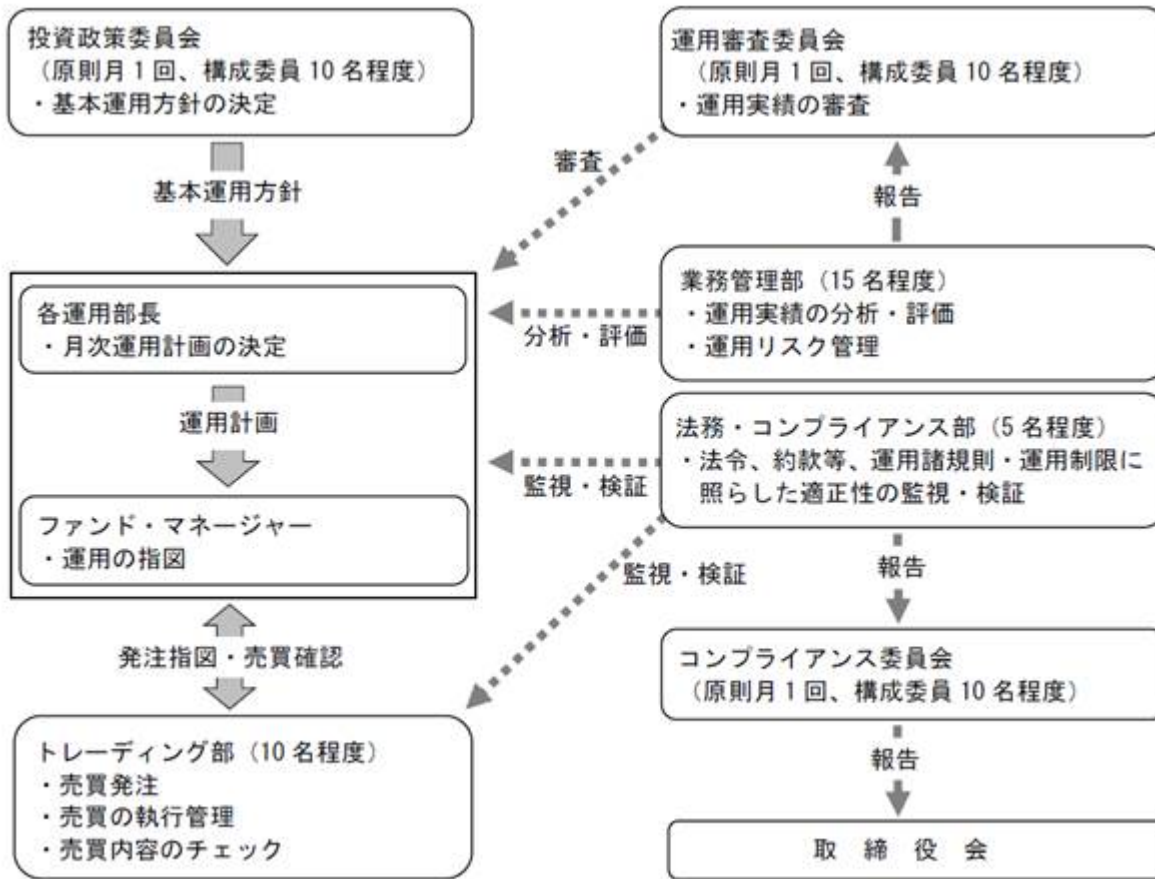 投資政策委員会
（原則月1回、構成委員10名程度）
・基本運用方針の決定
基本運用方針
各運用部長
・月次運用計画の決定
運用計画
ファンド・マネージャー
・運用の指図
発注指図・売買確認
トレーディング部（10名程度）
・売買発注
・売買の執行管理
・売買内容のチェック
運用審査委員会
（原則月1回、構成委員10名程度）
・運用実績の審査
審査
報告
業務管理部（15名程度）
・運用実績の分析・評価
・運用リスク管理
分析・評価
法務・コンプライアンス部（5名程度）
・法令、約款等、運用諸規則・運用制限に
照らした適正性の監視・検証
監視・検証
監視・検証
報告
コンプライアンス委員会
（原則月1回、構成委員10名程度）
報告
取　締　役　会